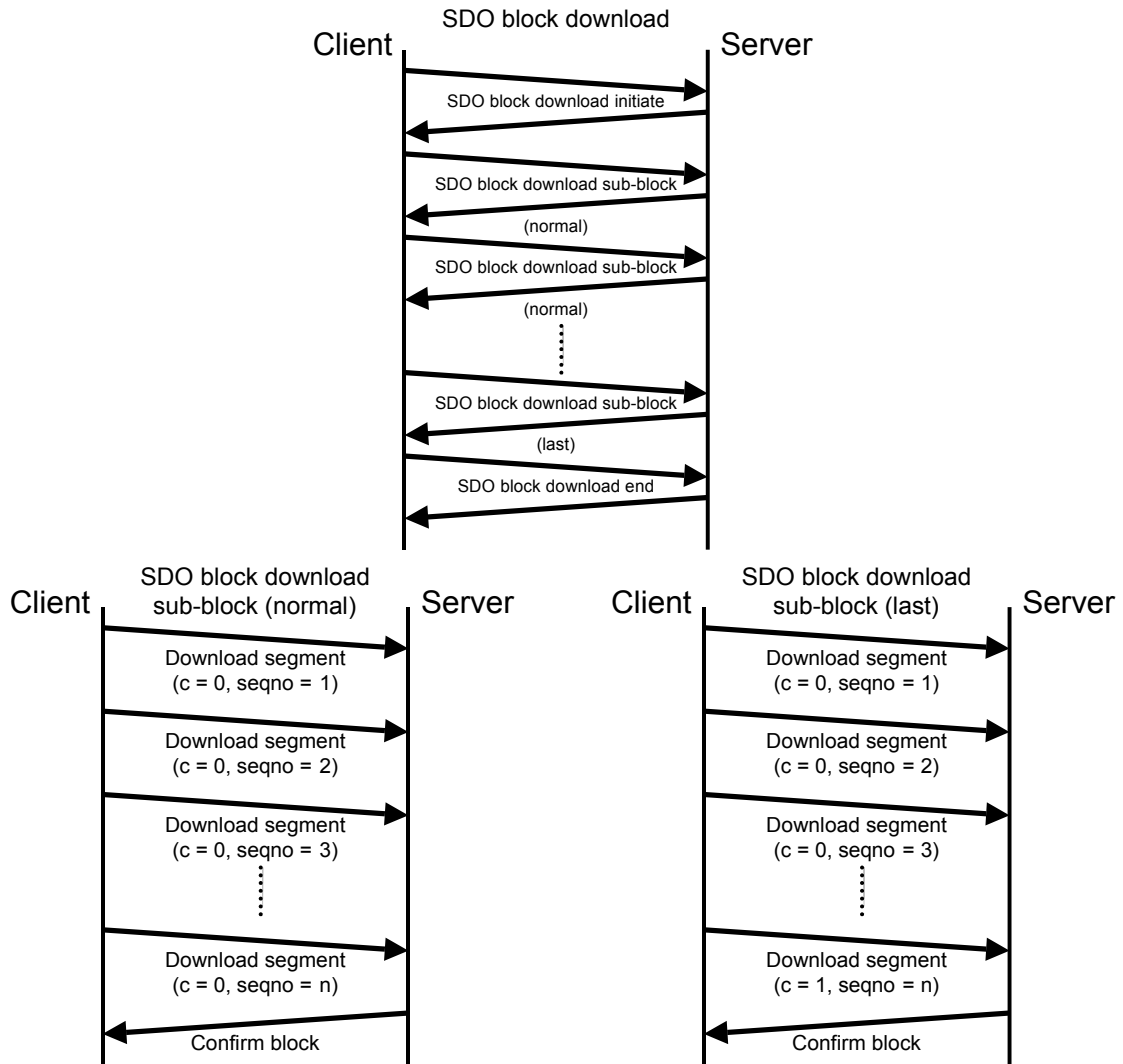 SDO block download
Client
Server
SDO block download initiate
SDO block download sub-block
(normal)
SDO block download sub-block
(normal)
SDO block download sub-block
(last)
SDO block download end
SDO block download
sub-block (normal)
Client
Server
Download segment
(c = 0, seqno = 1)
Download segment
(c = 0, seqno = 2)
Download segment
(c = 0, seqno = 3)
Download segment
(c = 0, seqno = n)
Confirm block
SDO block download
sub-block (last)
Client
Server
Download segment
(c = 0, seqno = 1)
Download segment
(c = 0, seqno = 2)
Download segment
(c = 0, seqno = 3)
Download segment
(c = 1, seqno = n)
Confirm block